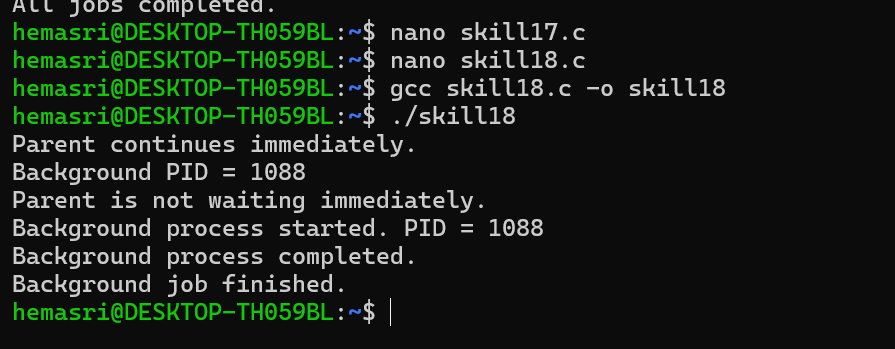 All jobs completed.
hemasri@DESKTOP-TH059BL:~$ nano skill17.c
hemasri@DESKTOP-TH059BL:~$ nano skill18.c
hemasri@DESKTOP-TH059BL:~$ gcc skill18.c -o skill18
hemasri@DESKTOP-TH059BL:~$ ./skill18
Parent continues immediately.
Background PID = 1088
Parent is not waiting immediately.
Background process started. PID = 1088
Background process completed.
Background job finished.
hemasri@DESKTOP-TH059BL:~$